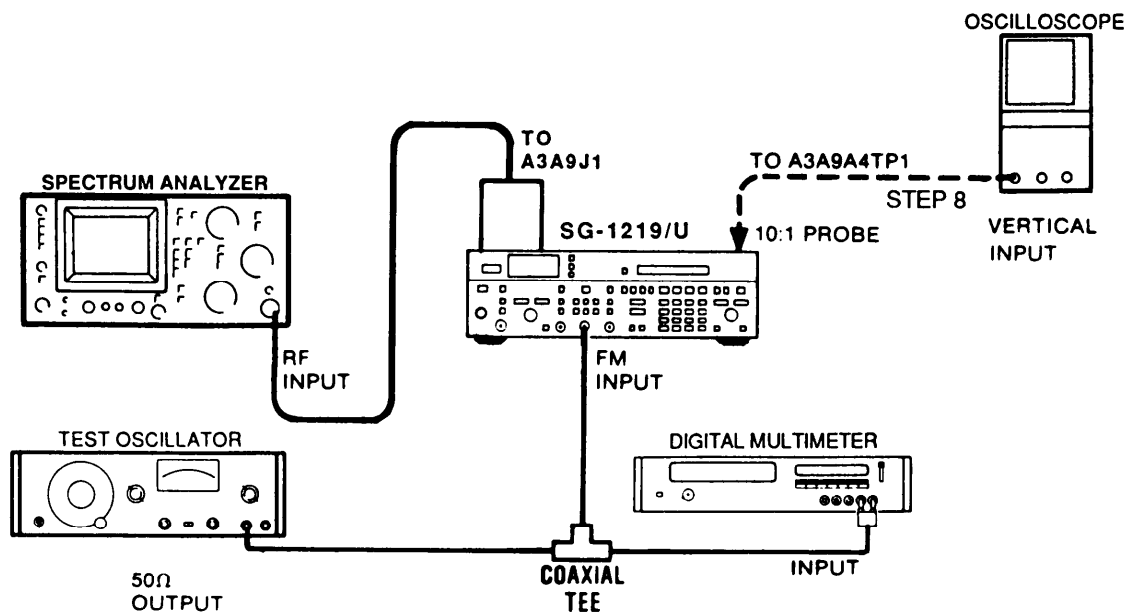 OSCILLOSCOPE
TO
A3A9J1
TO A3A9A4TP1
STEP 8
SPECTRUM ANALYZER
SG-1219/U
10:1 PROBE
VERTICAL
INPUT
RF
INPUT
FM
INPUT
TEST OSCILLATOR
DIGITAL MULTIMETER
50Ω
OUTPUT
COAXIAL
TEE
INPUT